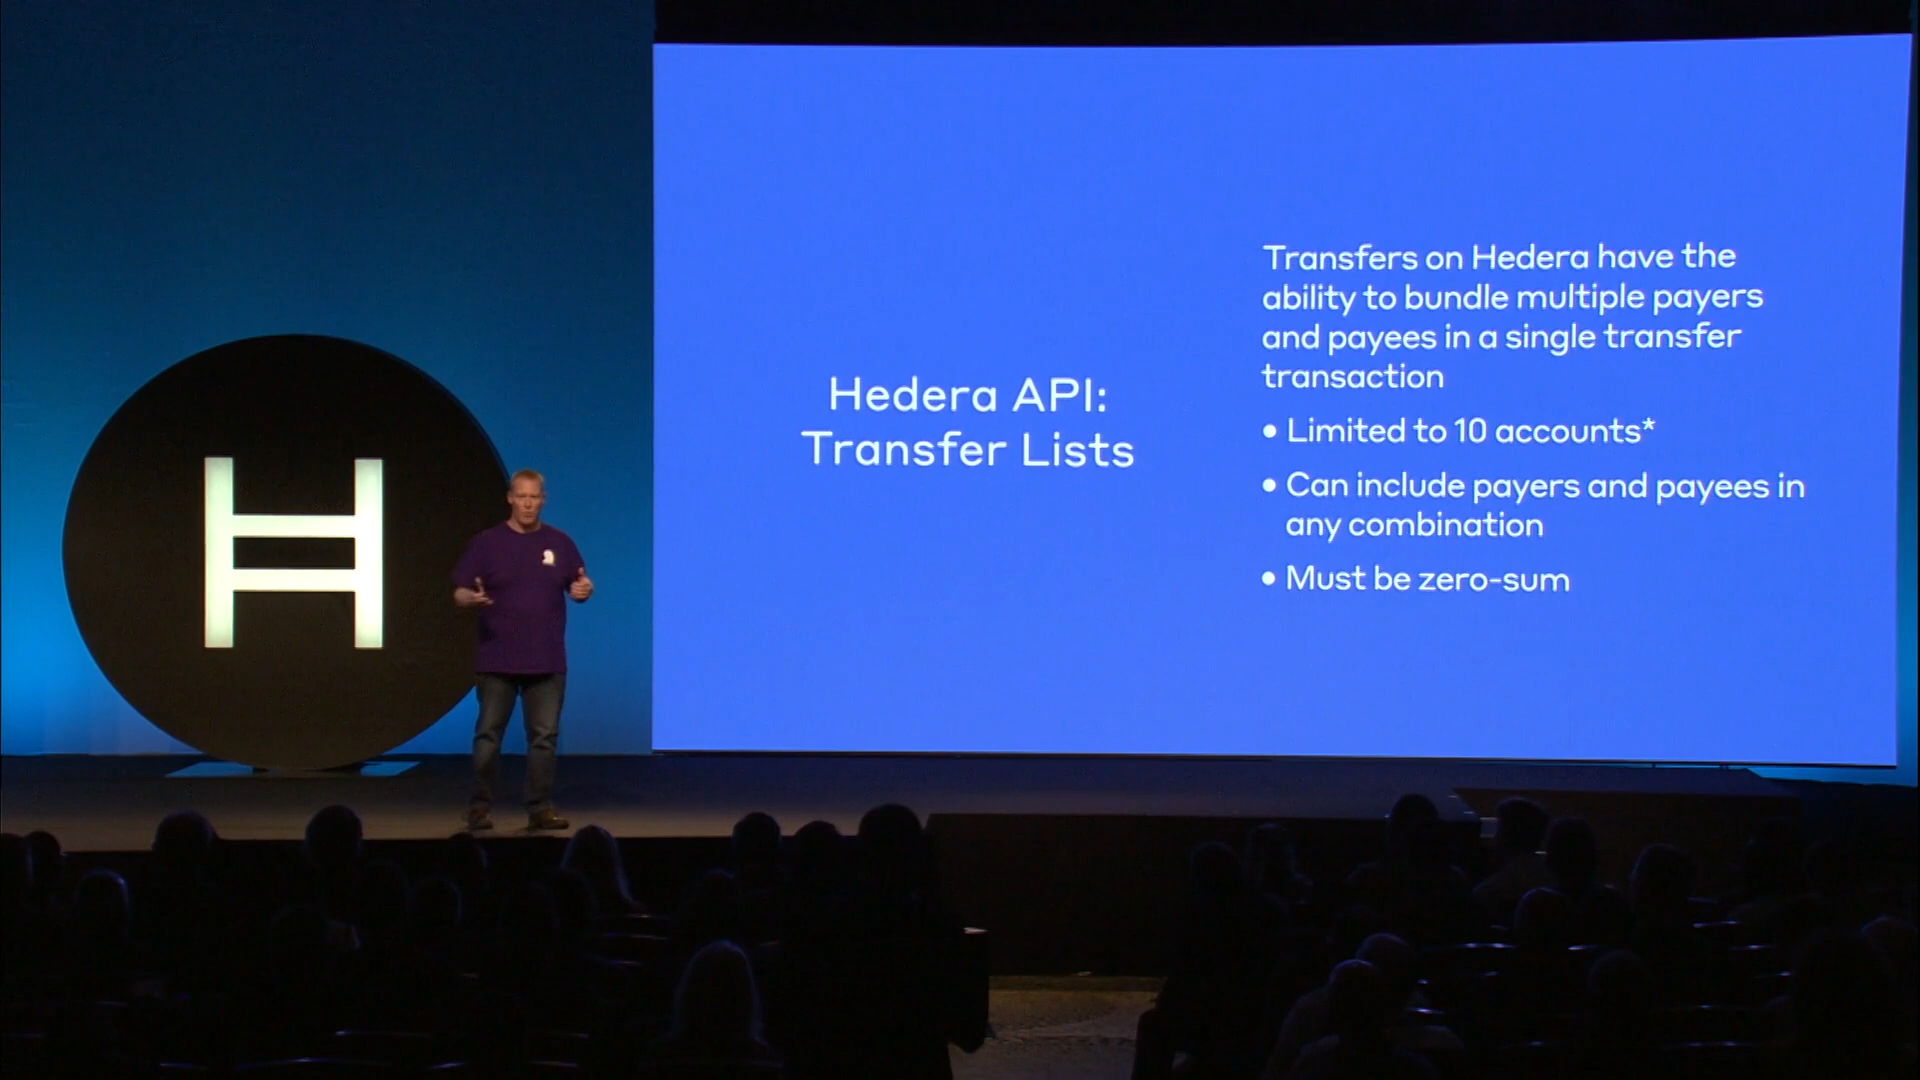 Hedera API:
Transfer Lists
Transfers on Hedera have the
ability to bundle multiple payers
and payees in a single transfer
transaction
• Limited to 10 accounts*
• Can include payers and payees in
any combination
• Must be zero-sum